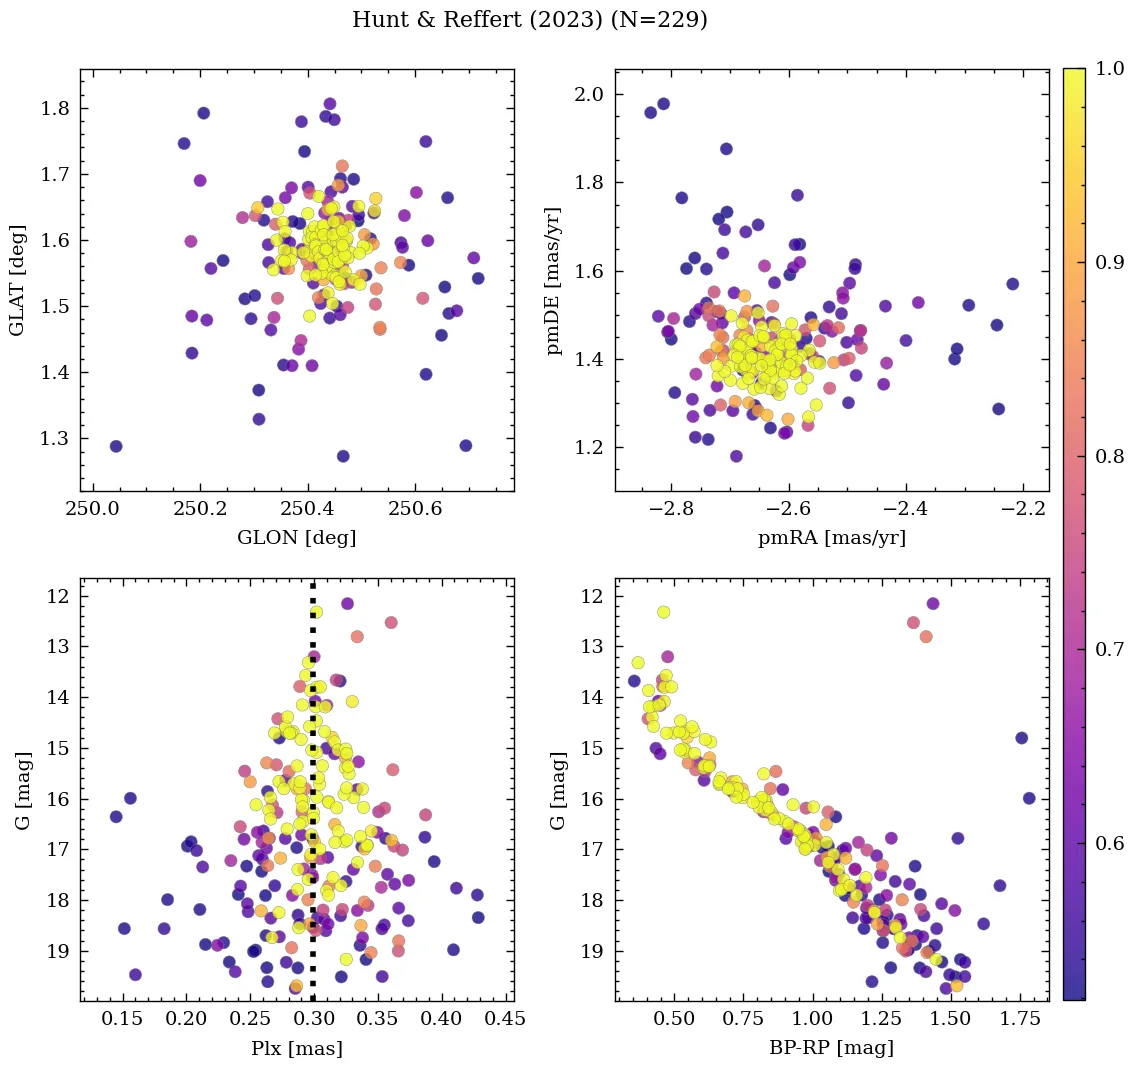 Hunt & Reffert (2023) (N=229)
1.8
1.7
1.6
1.5
1.4
1.3
GLAT [deg]
250.0 250.2 250.4 250.6
GLON [deg]
2.0
1.8
1.6
1.4
1.2
pmDE [mas/yr]
−2.8 −2.6 −2.4 −2.2
pmRA [mas/yr]
1.0
0.9
0.8
0.7
0.6
12
13
14
15
16
17
18
19
G [mag]
0.15 0.20 0.25 0.30 0.35 0.40 0.45
Plx [mas]
12
13
14
15
16
17
18
19
G [mag]
0.50 0.75 1.00 1.25 1.50 1.75
BP-RP [mag]